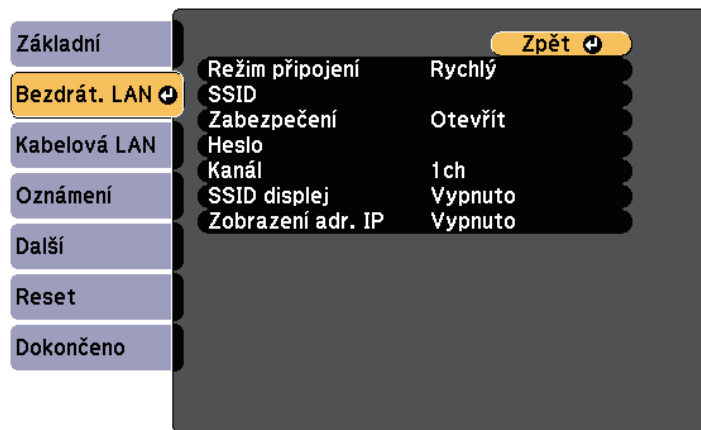 Základní
Bezdrát. LAN
Kabelová LAN
Oznámení
Další
Reset
Dokončeno
Zpět
Režim připojení Rychlý
SSID
Zabezpečení Otevřít
Heslo
Kanál 1ch
SSID displej Vypnuto
Zobrazení adr. IP Vypnuto